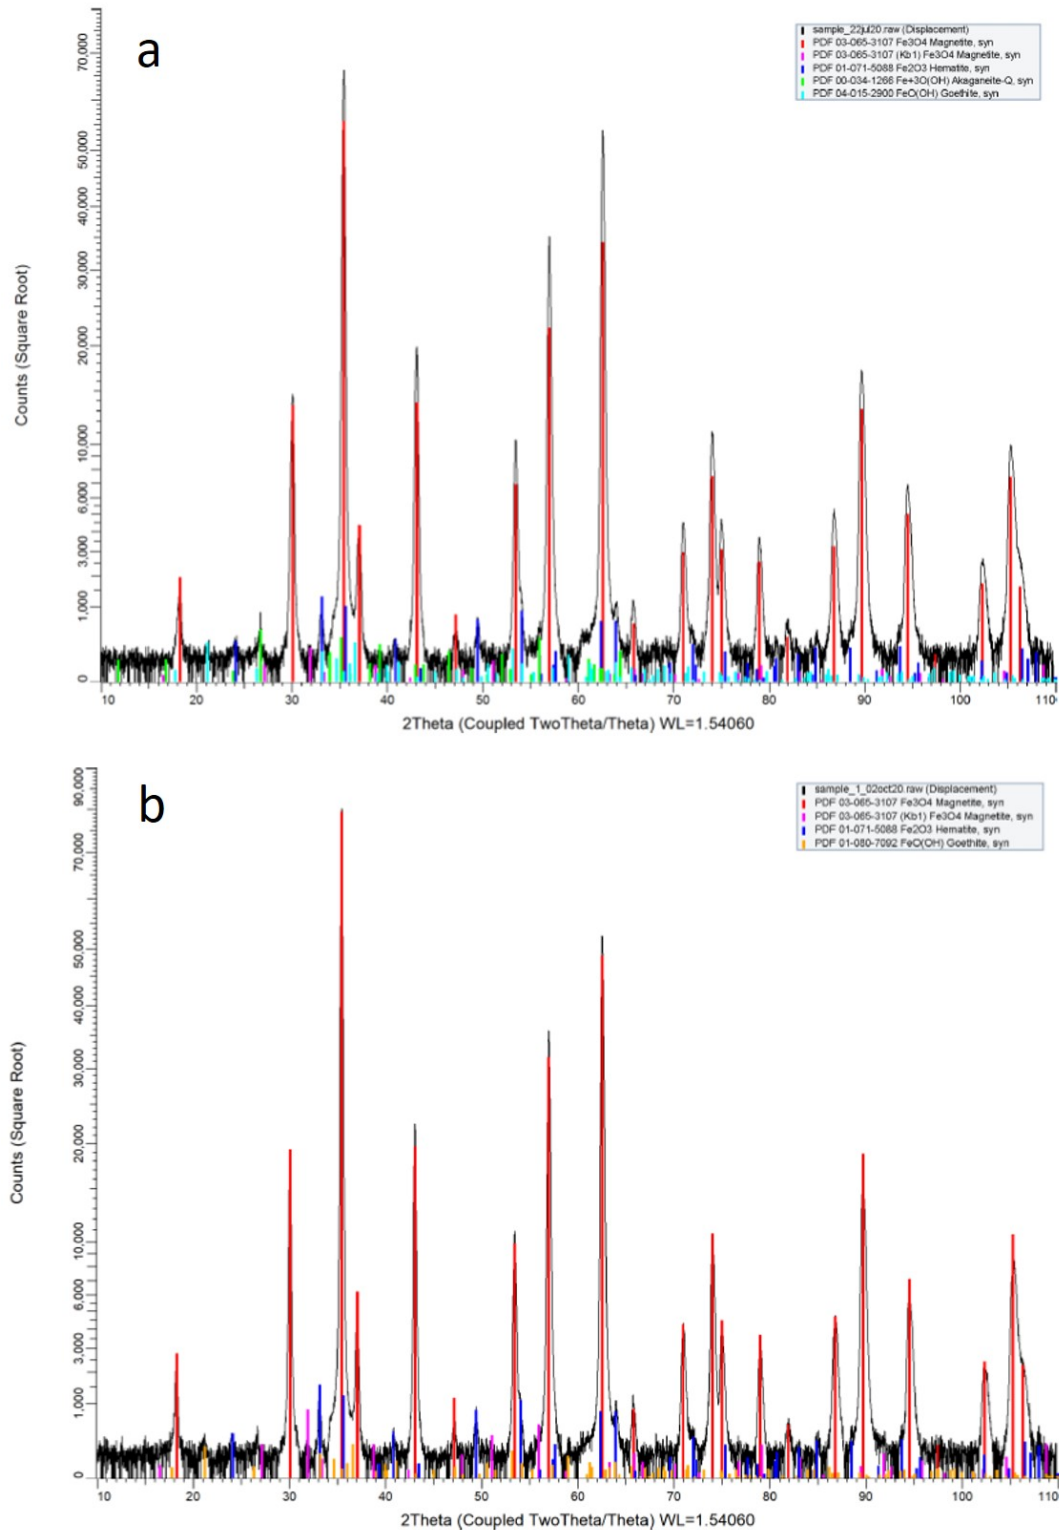 a
sample_22jul20.raw (Displacement)
PDF 03-065-3107 Fe3O4 Magnetite, syn
PDF 03-065-3107 (Kb1) Fe3O4 Magnetite, syn
PDF 01-071-5088 Fe2O3 Hematite, syn
PDF 00-034-1266 Fe+3O(OH) Akaganeite-Q, syn
PDF 04-015-2900 FeO(OH) Goethite, syn
Counts (Square Root)
70,000
50,000
40,000
30,000
20,000
10,000
6,000
3,000
1,000
0
10 20 30 40 50 60 70 80 90 100 110
2Theta (Coupled TwoTheta/Theta) WL=1.54060
b
sample_1_02oct20.raw (Displacement)
PDF 03-065-3107 Fe3O4 Magnetite, syn
PDF 03-065-3107 (Kb1) Fe3O4 Magnetite, syn
PDF 01-071-5088 Fe2O3 Hematite, syn
PDF 01-080-7092 FeO(OH) Goethite, syn
Counts (Square Root)
90,000
70,000
50,000
40,000
30,000
20,000
10,000
6,000
3,000
1,000
0
10 20 30 40 50 60 70 80 90 100 110
2Theta (Coupled TwoTheta/Theta) WL=1.54060